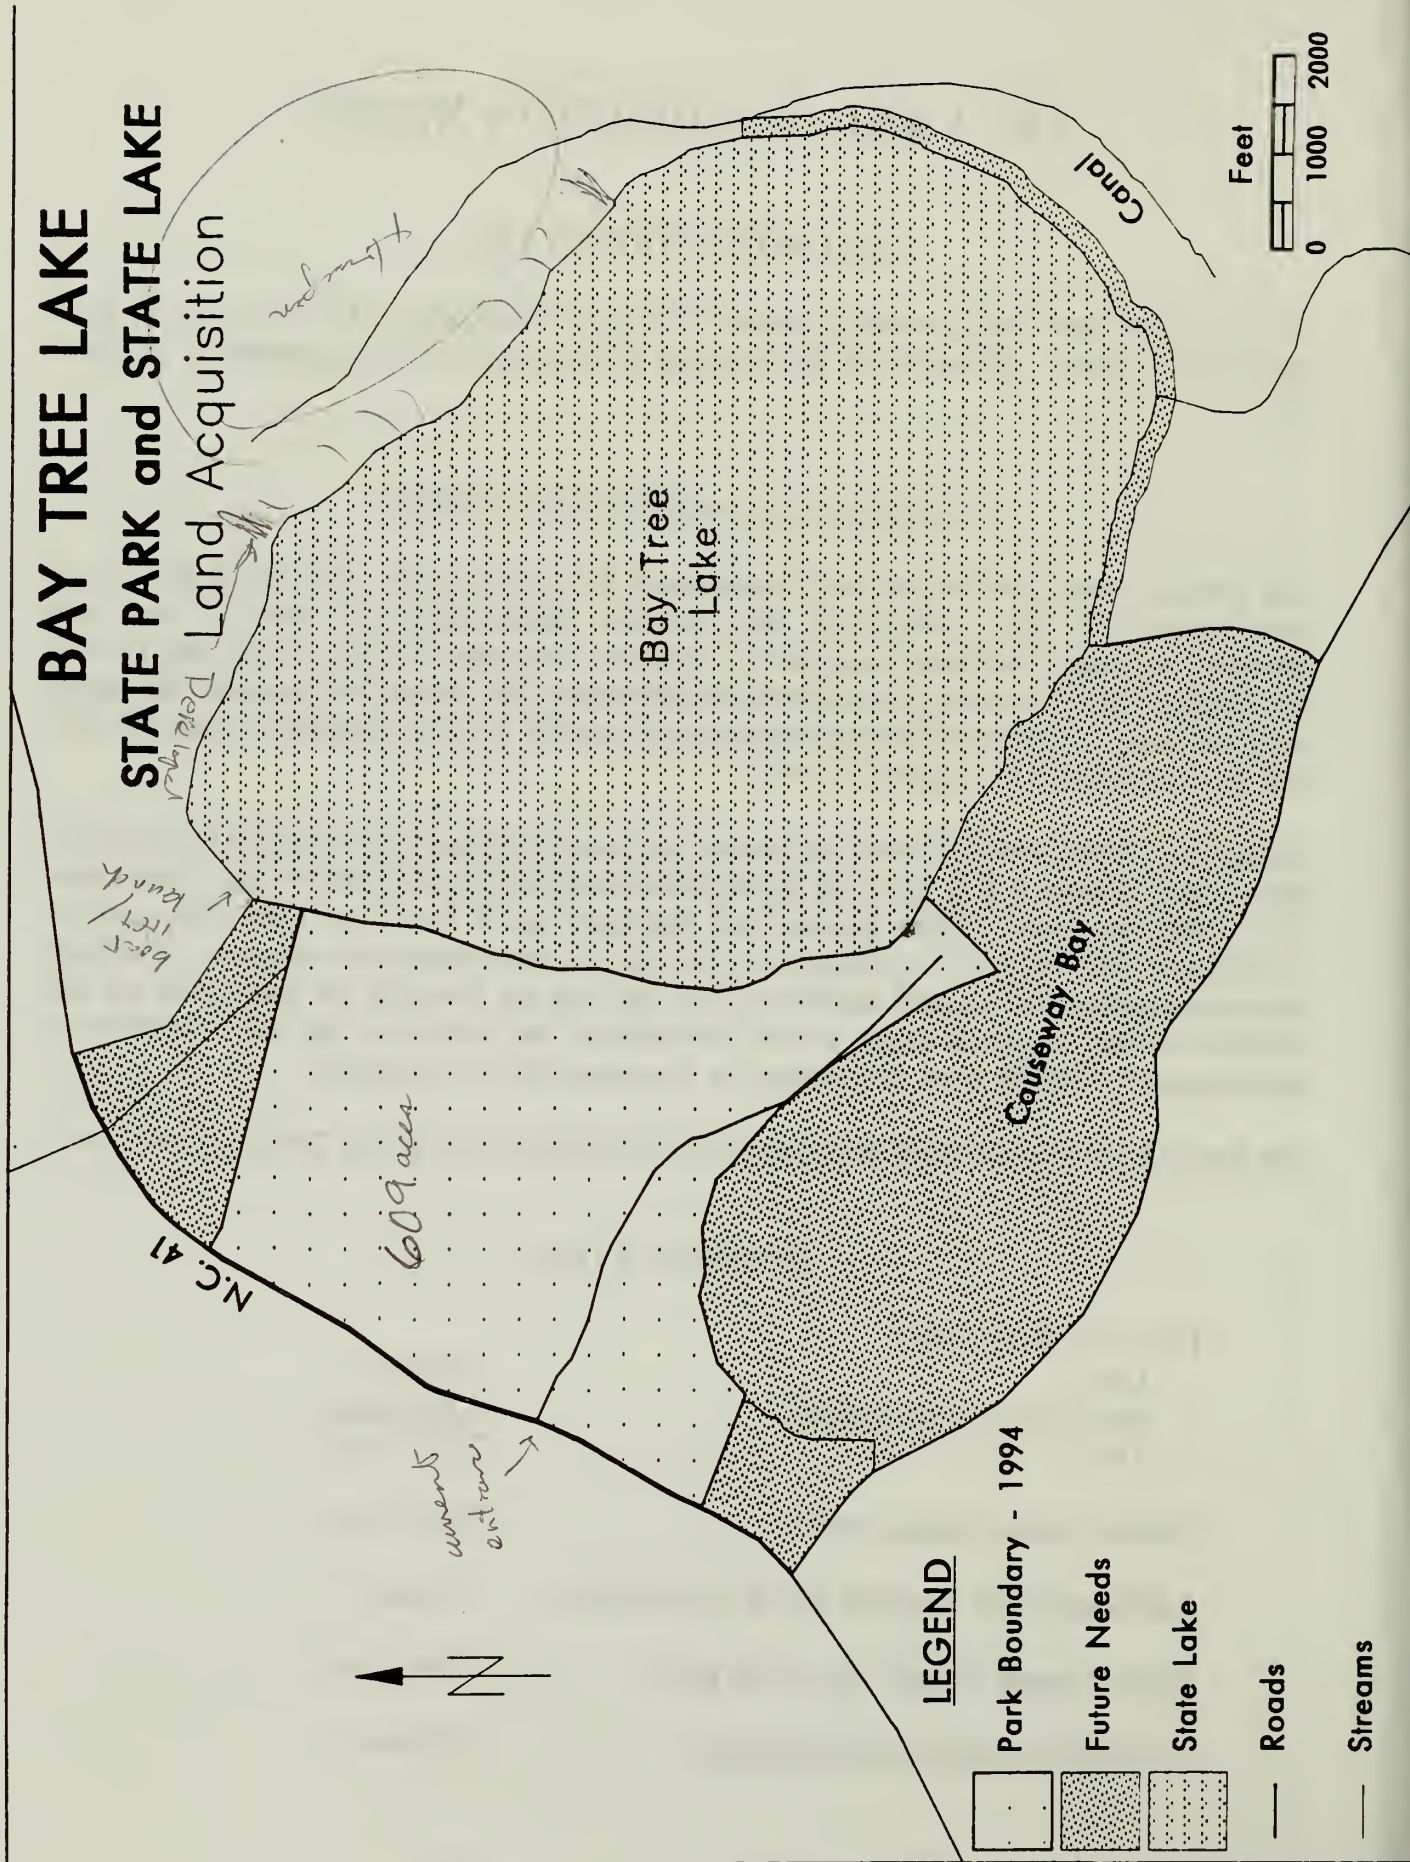 BAY TREE LAKE
STATE PARK and STATE LAKE
Land Acquisition
Developed
boat
launch
N.C. 41
609 acres
current
entrance
Bay Tree
Lake
Causeway Bay
Canal
Feet
0 1000 2000
N
LEGEND
Park Boundary - 1994
Future Needs
State Lake
Roads
Streams